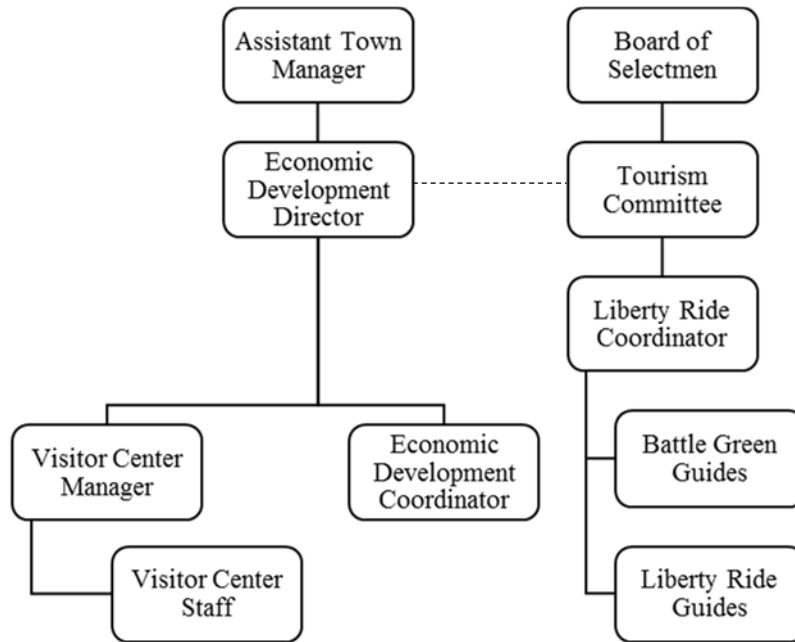 Assistant Town
Manager
Board of
Selectmen
Economic
Development
Director
Tourism
Committee
Liberty Ride
Coordinator
Visitor Center
Manager
Economic
Development
Coordinator
Battle Green
Guides
Visitor Center
Staff
Liberty Ride
Guides